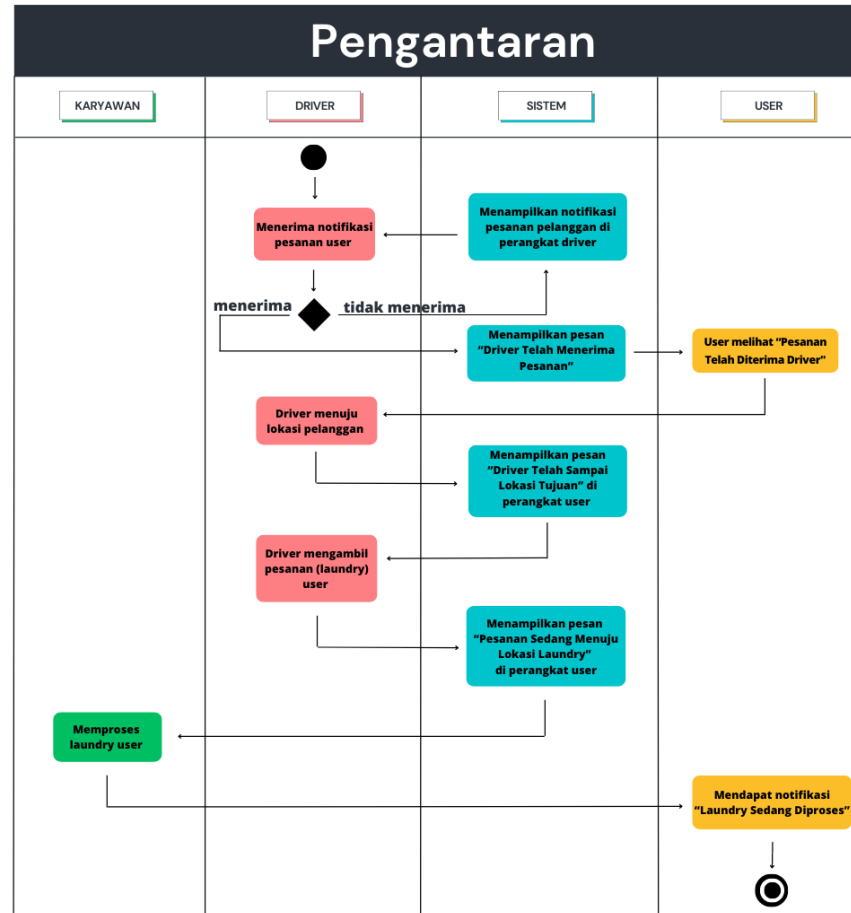 Pengantaran
KARYAWAN
DRIVER
SISTEM
USER
Menerima notifikasi
pesanan user
Menampilkan notifikasi
pesanan pelanggan di
perangkat driver
menerima
tidak menerima
Menampilkan pesan
“Driver Telah Menerima
Pesanan”
User melihat “Pesanan
Telah Diterima Driver”
Driver menuju
lokasi pelanggan
Menampilkan pesan
“Driver Telah Sampai
Lokasi Tujuan” di
perangkat user
Driver mengambil
pesanan (laundry)
user
Menampilkan pesan
“Pesanan Sedang Menuju
Lokasi Laundry”
di perangkat user
Memproses
laundry user
Mendapat notifikasi
“Laundry Sedang Diproses”